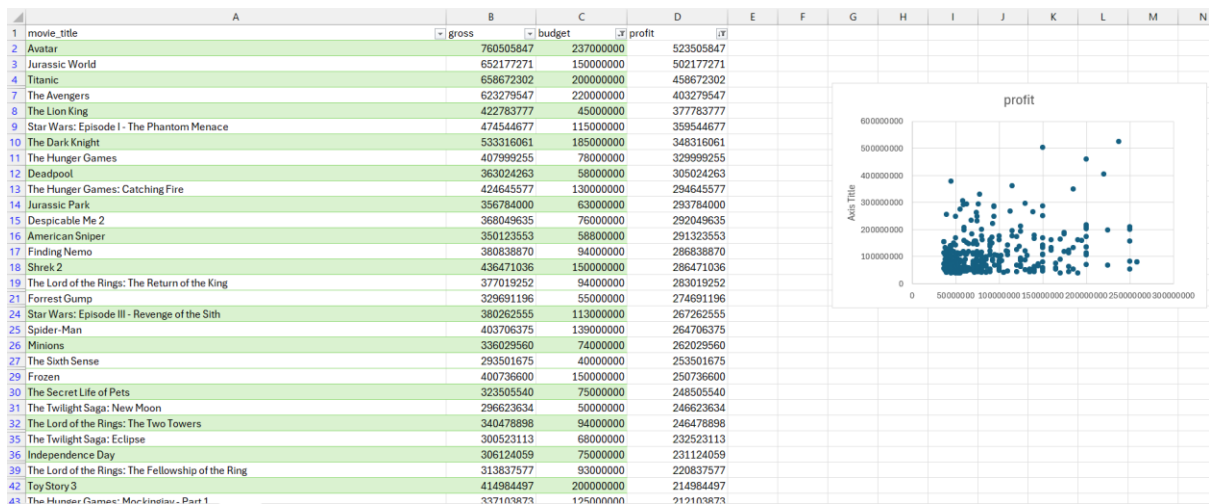 A B C D E F G H I J K L M N
1 movie_title gross budget profit
2 Avatar 760505847 237000000 523505847
3 Jurassic World 652177271 150000000 502177271
4 Titanic 658672302 200000000 458672302
7 The Avengers 623279547 220000000 403279547
8 The Lion King 422783777 45000000 377783777
9 Star Wars: Episode I - The Phantom Menace 474544677 115000000 359544677
10 The Dark Knight 533316061 185000000 348316061
11 The Hunger Games 407999255 78000000 329999255
12 Deadpool 363024263 58000000 305024263
13 The Hunger Games: Catching Fire 424645577 130000000 294645577
14 Jurassic Park 356784000 63000000 293784000
15 Despicable Me 2 368049635 76000000 292049635
16 American Sniper 350123553 58800000 291323553
17 Finding Nemo 380838870 94000000 286838870
18 Shrek 2 436471036 150000000 286471036
19 The Lord of the Rings: The Return of the King 377019252 94000000 283019252
21 Forrest Gump 329691196 55000000 274691196
24 Star Wars: Episode III - Revenge of the Sith 380262555 113000000 267262555
25 Spider-Man 403706375 139000000 264706375
26 Minions 336029560 74000000 262029560
27 The Sixth Sense 293501675 40000000 253501675
29 Frozen 400736600 150000000 250736600
30 The Secret Life of Pets 323505540 75000000 248505540
31 The Twilight Saga: New Moon 296623634 50000000 246623634
32 The Lord of the Rings: The Two Towers 340478898 94000000 246478898
35 The Twilight Saga: Eclipse 300523113 68000000 232523113
36 Independence Day 306124059 75000000 231124059
39 The Lord of the Rings: The Fellowship of the Ring 313837577 93000000 220837577
42 Toy Story 3 414984497 200000000 214984497
43 The Hunger Games: Mockingjay - Part 1 337103873 125000000 212103873
profit
600000000
500000000
400000000
300000000
200000000
100000000
0
Axis Title
0 50000000 100000000 150000000 200000000 250000000 300000000